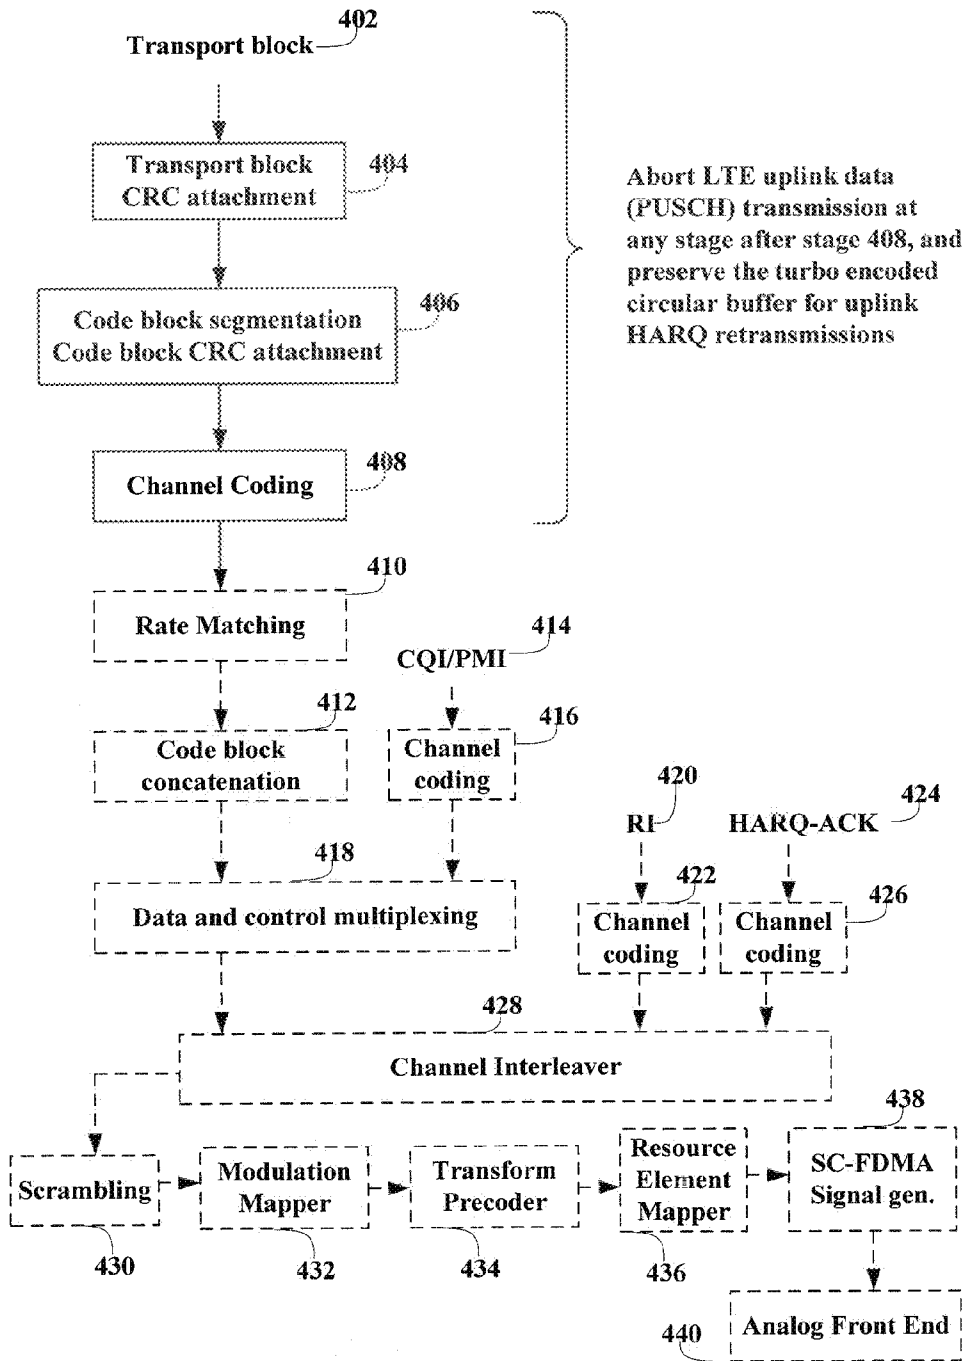 402
Transport block
Transport block
CRC attachment
404
Abort LTE uplink data
(PUSCH) transmission at
any stage after stage 408, and
preserve the turbo encoded
circular buffer for uplink
HARQ retransmissions
406
Code block segmentation
Code block CRC attachment
408
Channel Coding
410
Rate Matching
414
CQI/PMI
412
Code block
concatenation
416
Channel
coding
420
RI
424
HARQ-ACK
418
Data and control multiplexing
422
Channel
coding
426
Channel
coding
428
Channel Interleaver
438
Scrambling
Modulation
Mapper
Transform
Precoder
Resource
Element
Mapper
SC-FDMA
Signal gen.
430
432
434
436
Analog Front End
440